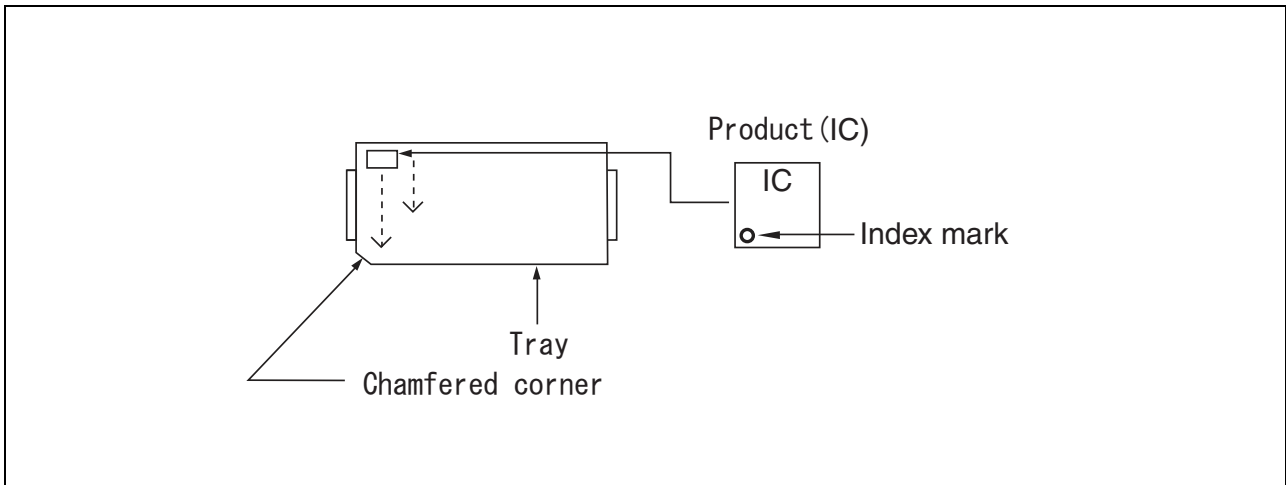 Product(IC)
IC
Index mark
Tray
Chamfered corner